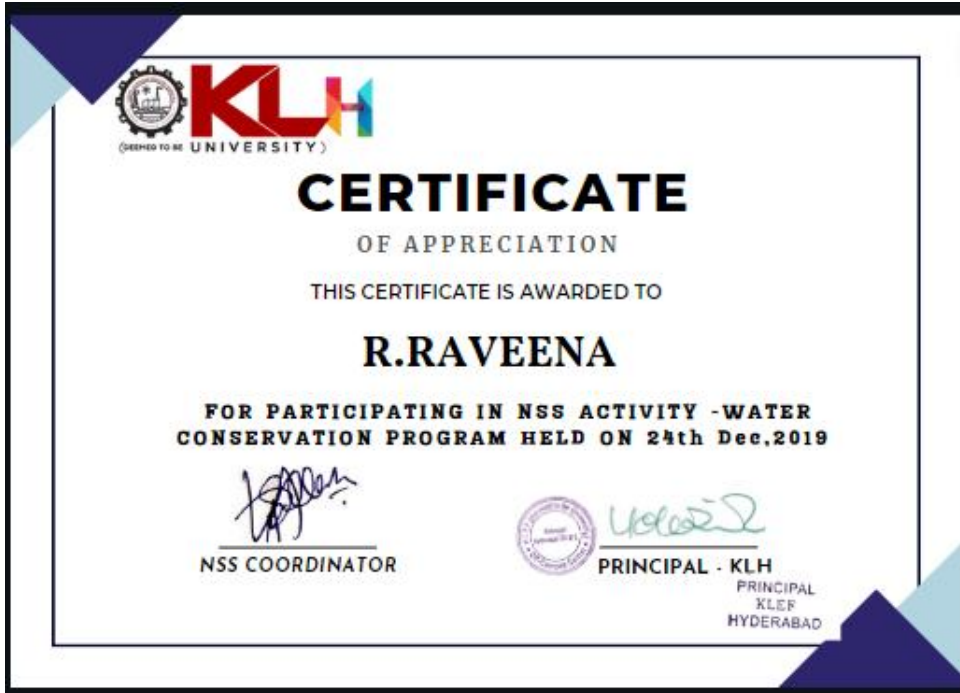 KLH
(DEEMED TO BE UNIVERSITY)
CERTIFICATE
OF APPRECIATION
THIS CERTIFICATE IS AWARDED TO
R.RAVEENA
FOR PARTICIPATING IN NSS ACTIVITY -WATER
CONSERVATION PROGRAM HELD ON 24th Dec,2019
NSS COORDINATOR
PRINCIPAL - KLH
PRINCIPAL
KLEF
HYDERABAD